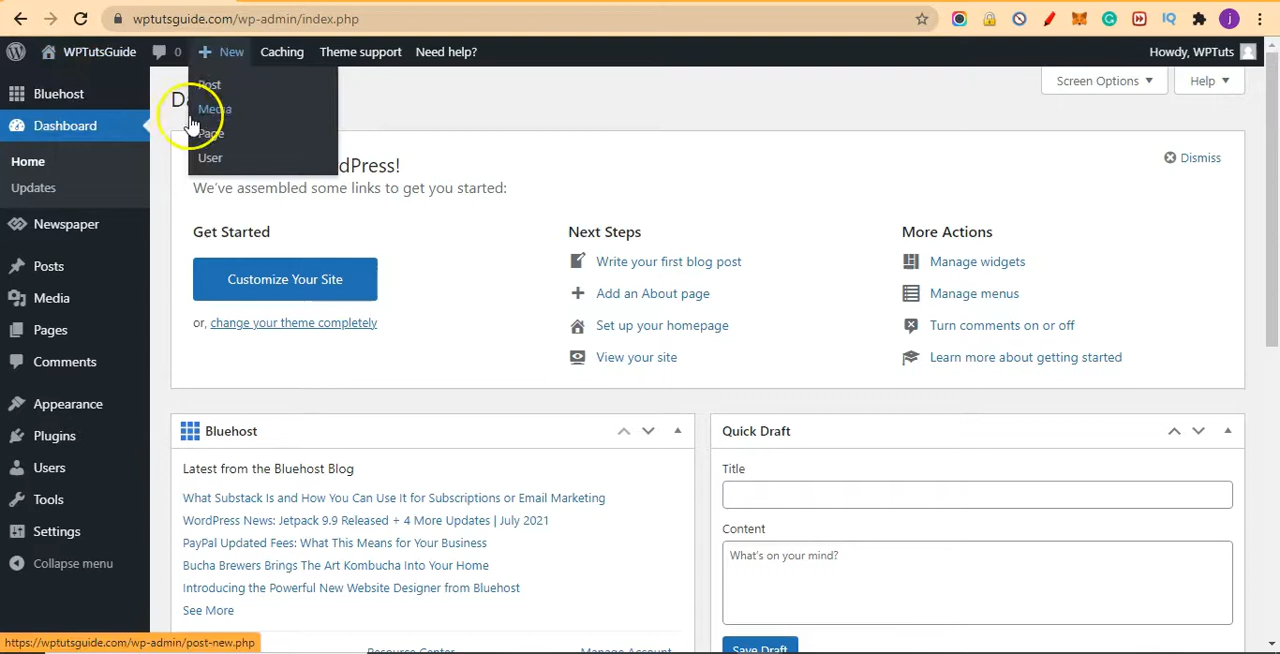 wptutsguide.com/wp-admin/index.php
j
WPTutsGuide 0 New Caching Theme support Need help? Howdy, WPTuts
Bluehost
Dashboard
Home
Updates
Newspaper
Posts
Media
Pages
Comments
Appearance
Plugins
Users
Tools
Settings
Collapse menu
Post
Media
Page
User
Screen Options Help
dPress!
Dismiss
We've assembled some links to get you started:
Get Started
Customize Your Site
or, change your theme completely
Next Steps
Write your first blog post
Add an About page
Set up your homepage
View your site
More Actions
Manage widgets
Manage menus
Turn comments on or off
Learn more about getting started
Bluehost
Latest from the Bluehost Blog
What Substack Is and How You Can Use It for Subscriptions or Email Marketing
WordPress News: Jetpack 9.9 Released + 4 More Updates | July 2021
PayPal Updated Fees: What This Means for Your Business
Bucha Brewers Brings The Art Kombucha Into Your Home
Introducing the Powerful New Website Designer from Bluehost
See More
Resource Center Manage Account
Quick Draft
Title
Content
What's on your mind?
Save Draft
https://wptutsguide.com/wp-admin/post-new.php